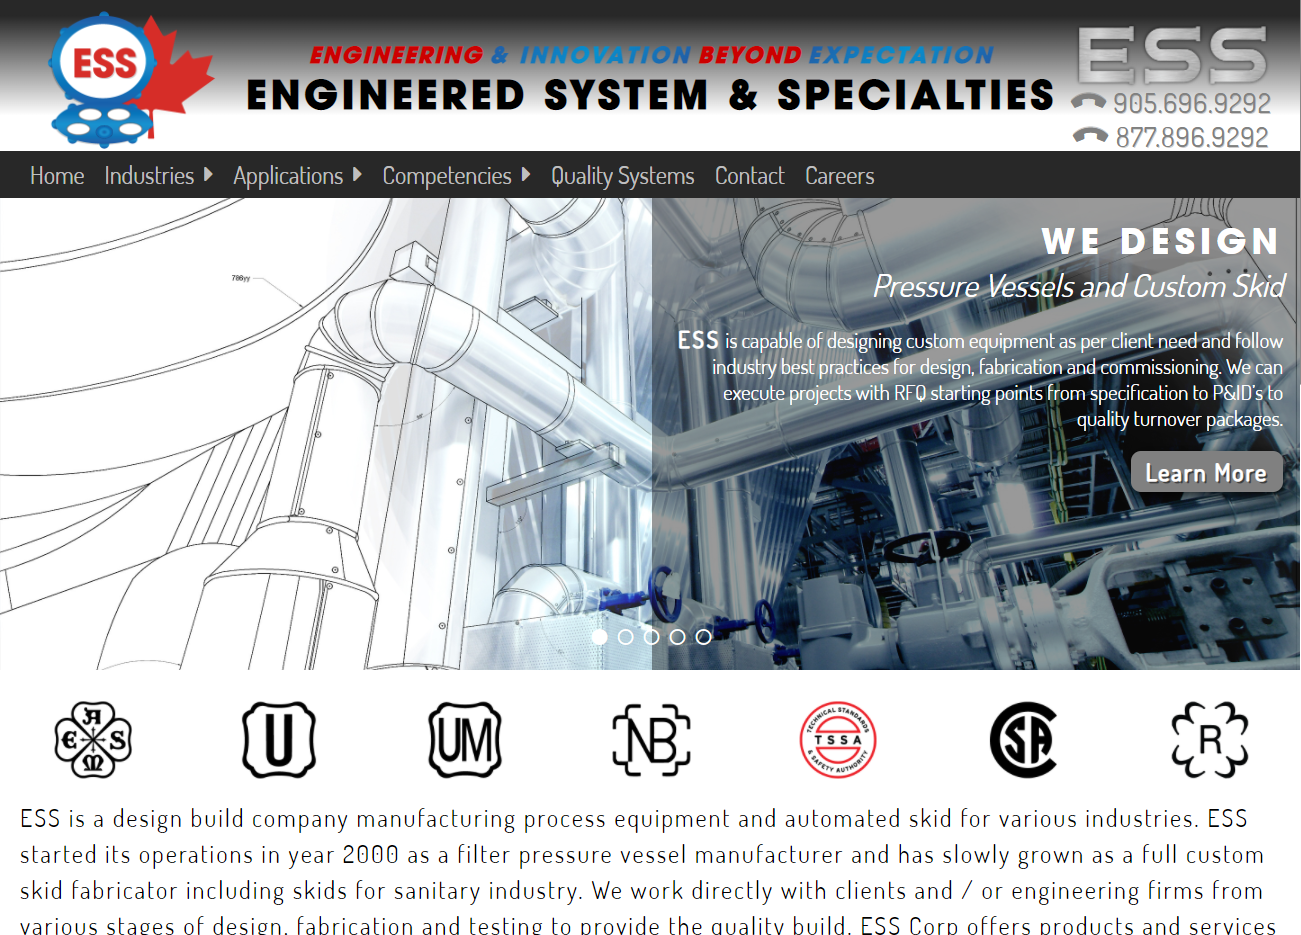 ESS
ENGINEERING & INNOVATION BEYOND EXPECTATION
ENGINEERED SYSTEM & SPECIALTIES
ESS
905.696.9292
877.896.9292
Home Industries Applications Competencies Quality Systems Contact Careers
786yy
WE DESIGN
Pressure Vessels and Custom Skid
ESS is capable of designing custom equipment as per client need and follow
industry best practices for design, fabrication and commissioning. We can
execute projects with RFQ starting points from specification to P&ID's to
quality turnover packages.
Learn More
A
E S
M
U
UM
NB
TECHNICAL STANDARDS
TSSA
& SAFETY AUTHORITY
CSA
R
ESS is a design build company manufacturing process equipment and automated skid for various industries. ESS
started its operations in year 2000 as a filter pressure vessel manufacturer and has slowly grown as a full custom
skid fabricator including skids for sanitary industry. We work directly with clients and / or engineering firms from
various stages of design, fabrication and testing to provide the quality build. ESS Corp offers products and services